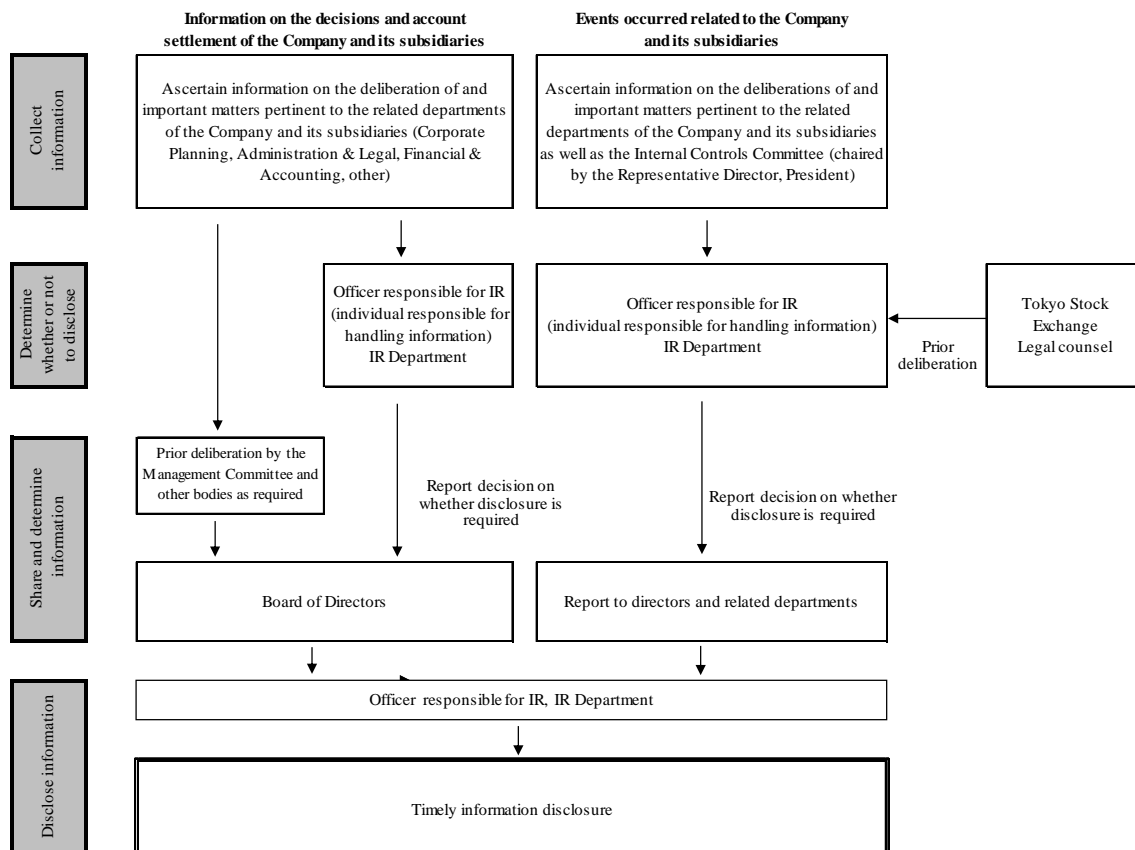 Information on the decisions and account
settlement of the Company and its subsidiaries
Events occurred related to the Company
and its subsidiaries
Collect
information
Ascertain information on the deliberation of and
important matters pertinent to the related departments
of the Company and its subsidiaries (Corporate
Planning, Administration & Legal, Financial &
Accounting, other)
Ascertain information on the deliberations of and
important matters pertinent to the related
departments of the Company and its subsidiaries
as well as the Internal Controls Committee (chaired
by the Representative Director, President)
Determine
whether or not
to disclose
Officer responsible for IR
(individual responsible for
handling information)
IR Department
Officer responsible for IR
(individual responsible for handling information)
IR Department
Prior
deliberation
Tokyo Stock
Exchange
Legal counsel
Share and determine
information
Prior deliberation by the
Management Committee and
other bodies as required
Report decision on
whether disclosure is
required
Report decision on whether
disclosure is required
Board of Directors
Report to directors and related departments
Disclose information
Officer responsible for IR, IR Department
Timely information disclosure